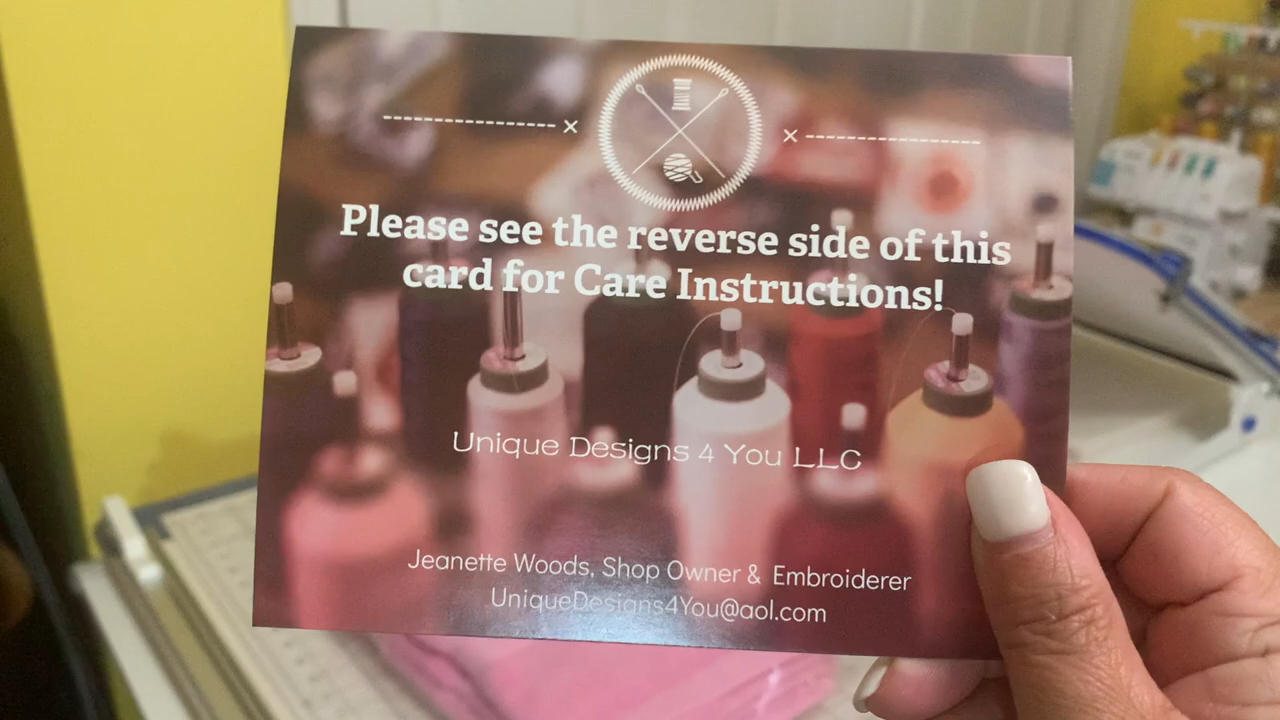 Please see the reverse side of this
card for Care Instructions!
Unique Designs 4 You LLC
Jeanette Woods, Shop Owner & Embroiderer
UniqueDesigns4You@aol.com